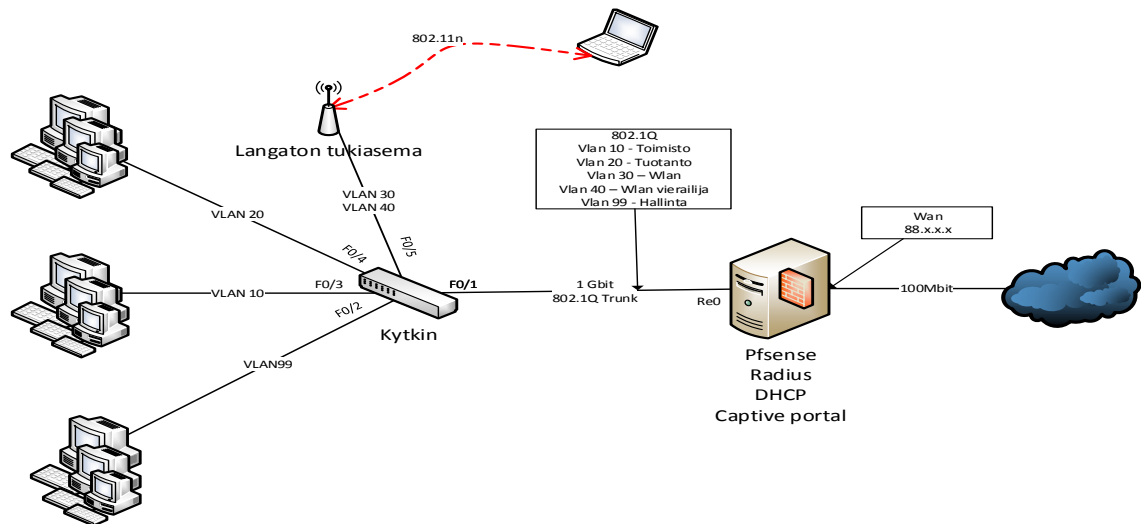 802.11n
Langaton tukiasema
802.1Q
Vlan 10 - Toimisto
Vlan 20 - Tuotanto
Vlan 30 – Wlan
Vlan 40 – Wlan vierailija
Vlan 99 - Hallinta
Wan
88.x.x.x
VLAN 30
VLAN 40
VLAN 20
F0/4
F0/5
VLAN 10
F0/3
F0/1
F0/2
Kytkin
1 Gbit
802.1Q Trunk
Re0
100Mbit
VLAN99
Pfsense
Radius
DHCP
Captive portal